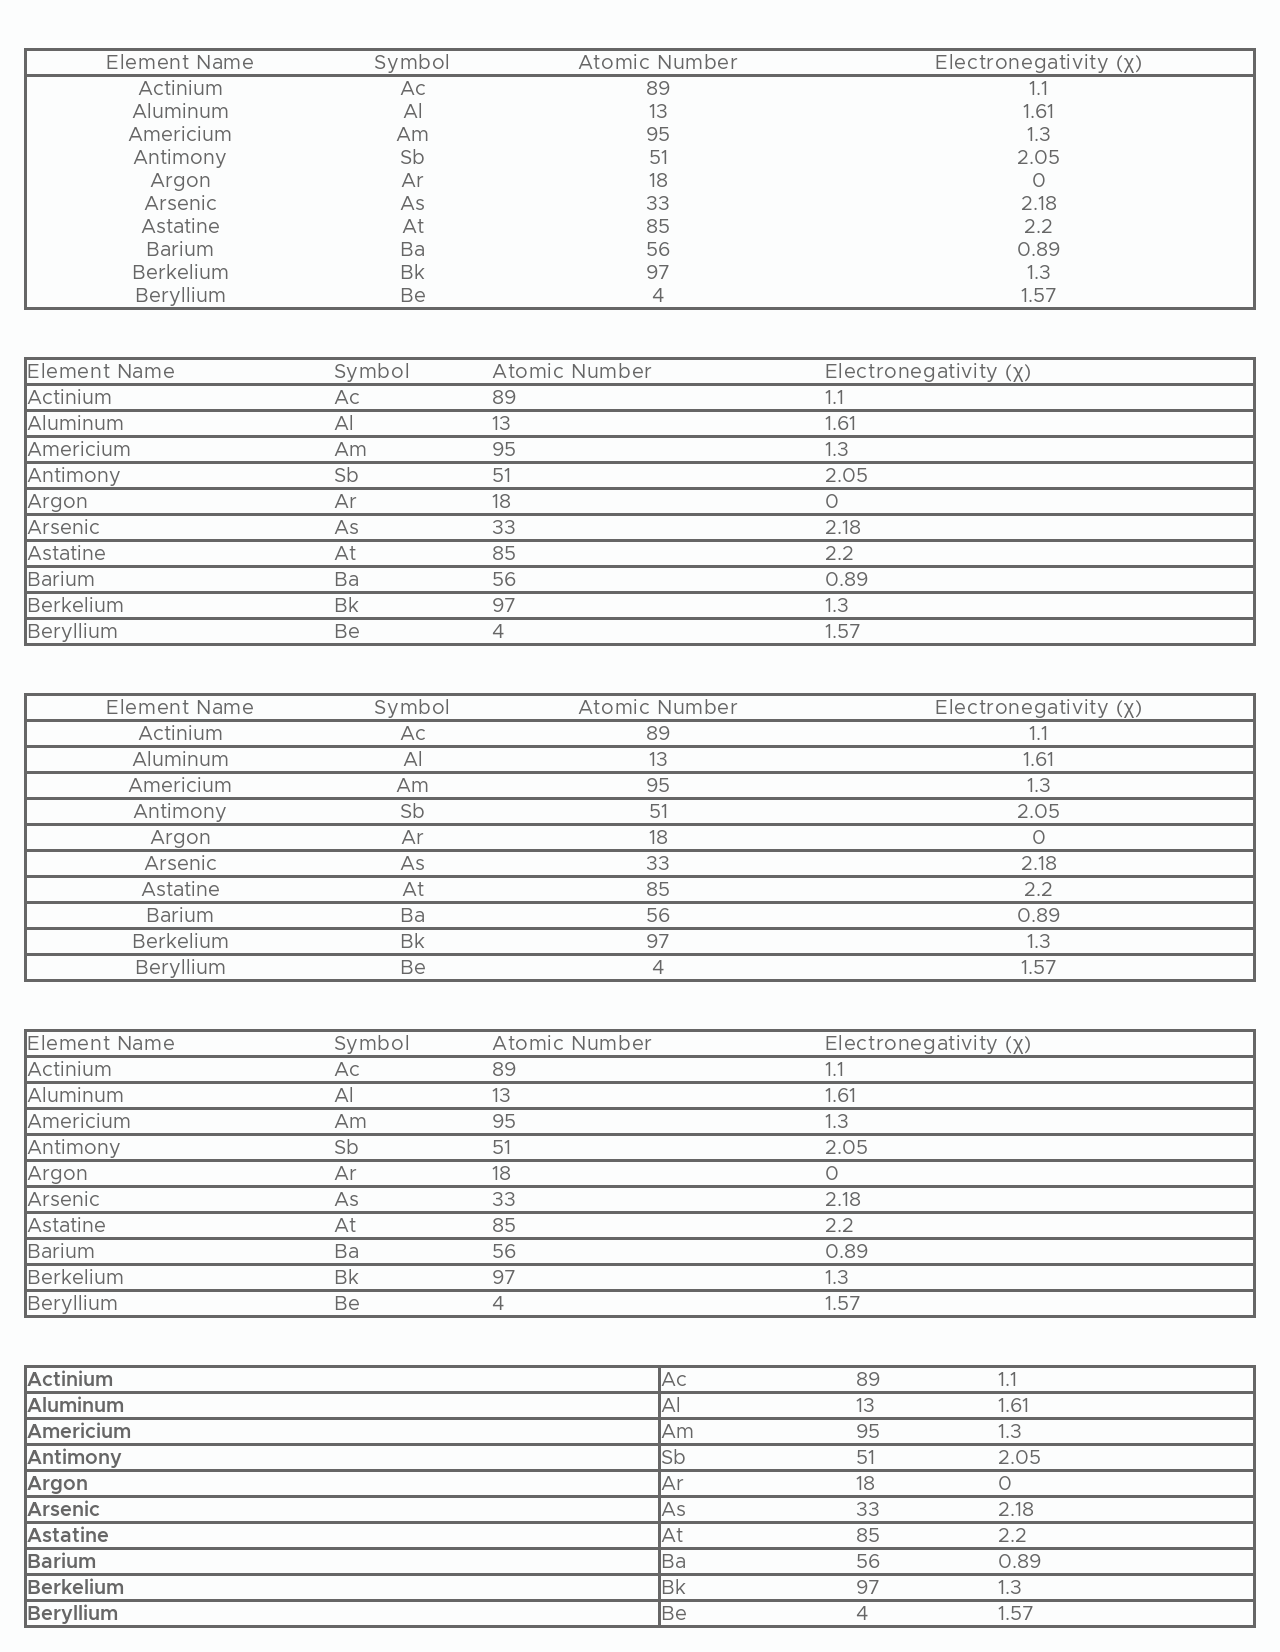 Element Name Symbol Atomic Number Electronegativity (χ)
Actinium Ac 89 1.1
Aluminum Al 13 1.61
Americium Am 95 1.3
Antimony Sb 51 2.05
Argon Ar 18 0
Arsenic As 33 2.18
Astatine At 85 2.2
Barium Ba 56 0.89
Berkelium Bk 97 1.3
Beryllium Be 4 1.57
Element Name Symbol Atomic Number Electronegativity (χ)
Actinium Ac 89 1.1
Aluminum Al 13 1.61
Americium Am 95 1.3
Antimony Sb 51 2.05
Argon Ar 18 0
Arsenic As 33 2.18
Astatine At 85 2.2
Barium Ba 56 0.89
Berkelium Bk 97 1.3
Beryllium Be 4 1.57
Element Name Symbol Atomic Number Electronegativity (χ)
Actinium Ac 89 1.1
Aluminum Al 13 1.61
Americium Am 95 1.3
Antimony Sb 51 2.05
Argon Ar 18 0
Arsenic As 33 2.18
Astatine At 85 2.2
Barium Ba 56 0.89
Berkelium Bk 97 1.3
Beryllium Be 4 1.57
Element Name Symbol Atomic Number Electronegativity (χ)
Actinium Ac 89 1.1
Aluminum Al 13 1.61
Americium Am 95 1.3
Antimony Sb 51 2.05
Argon Ar 18 0
Arsenic As 33 2.18
Astatine At 85 2.2
Barium Ba 56 0.89
Berkelium Bk 97 1.3
Beryllium Be 4 1.57
Actinium Ac 89 1.1
Aluminum Al 13 1.61
Americium Am 95 1.3
Antimony Sb 51 2.05
Argon Ar 18 0
Arsenic As 33 2.18
Astatine At 85 2.2
Barium Ba 56 0.89
Berkelium Bk 97 1.3
Beryllium Be 4 1.57